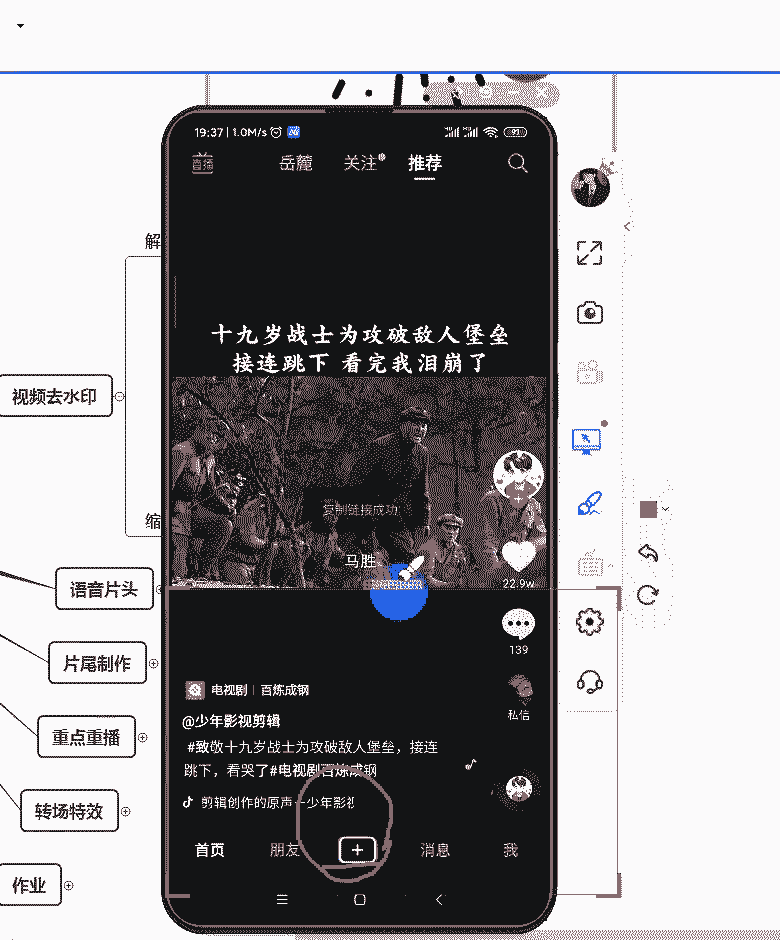 19:37 | 1.0M/s
直播
岳麓
关注
推荐
解
十九岁战士为攻破敌人堡垒
接连跳下 看完我泪崩了
视频去水印
复制链接成功
缩
马胜
22.9w
语音片头
139
片尾制作
电视剧 | 百炼成钢
私信
@少年影视剪辑
重点重播
#致敬十九岁战士为攻破敌人堡垒，接连
跳下，看哭了#电视剧百炼成钢
转场特效
剪辑创作的原声 - 少年影视
首页
朋友
消息
我
作业